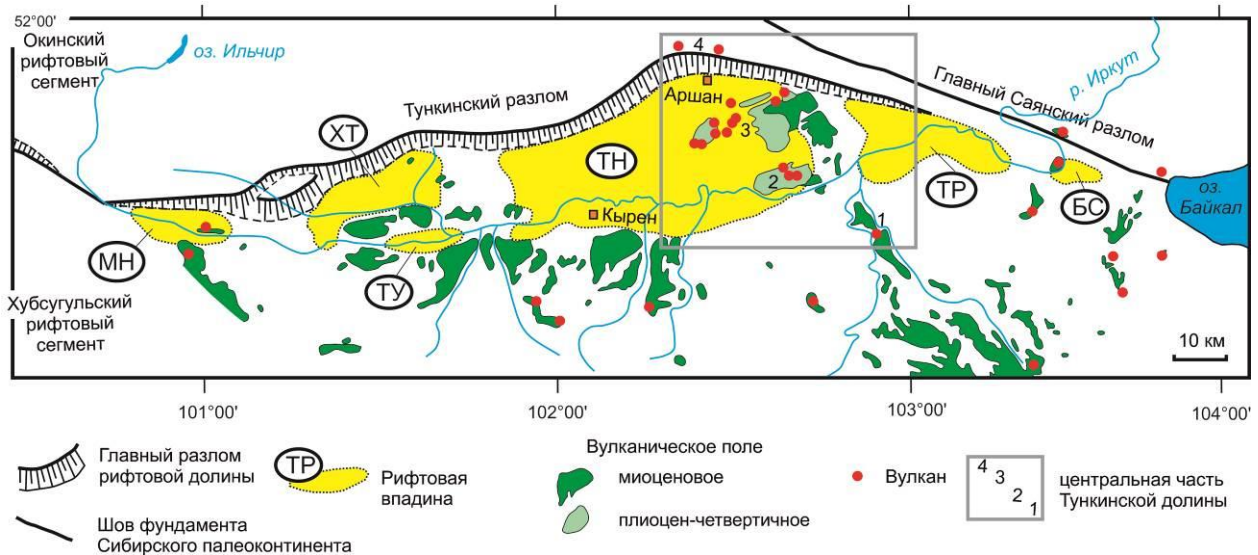 52°00'
Окинский
рифтовый
сегмент
оз. Ильчир
4
Главный Саянский разлом
р. Иркут
Тункинский разлом
Аршан
ХТ
3
ТН
ТР
2
БС
оз.
Байкал
Кырен
1
МН
ТУ
Хубсугульский
рифтовый
сегмент
10 км
101°00'
102°00'
103°00'
104°00'
Главный разлом
рифтовой долины
ТР
Рифтовая
впадина
Вулканическое поле
миоценовое
плиоцен-четвертичное
Вулкан
4
3
2
1
центральная часть
Тункинской долины
Шов фундамента
Сибирского палеоконтинента